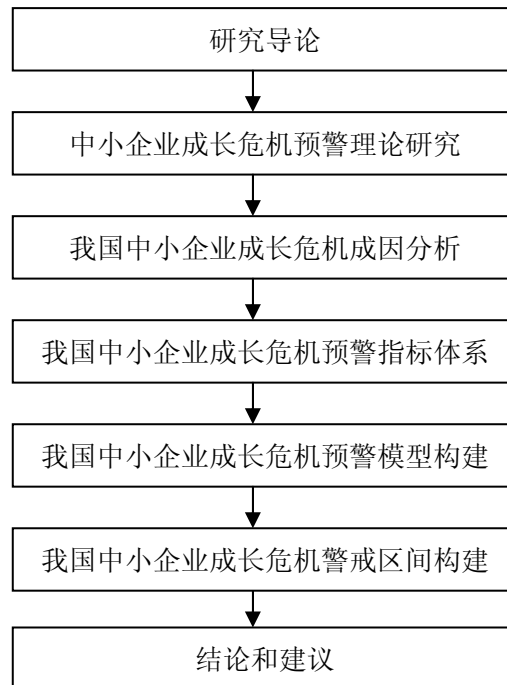 研究导论
中小企业成长危机预警理论研究
我国中小企业成长危机成因分析
我国中小企业成长危机预警指标体系
我国中小企业成长危机预警模型构建
我国中小企业成长危机警戒区间构建
结论和建议